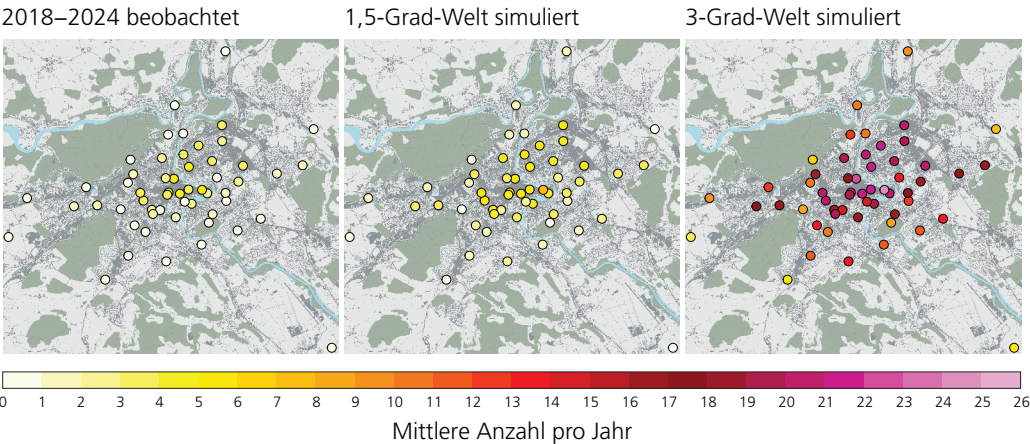 2018–2024 beobachtet 1,5-Grad-Welt simuliert 3-Grad-Welt simuliert
0 1 2 3 4 5 6 7 8 9 10 11 12 13 14 15 16 17 18 19 20 21 22 23 24 25 26
Mittlere Anzahl pro Jahr